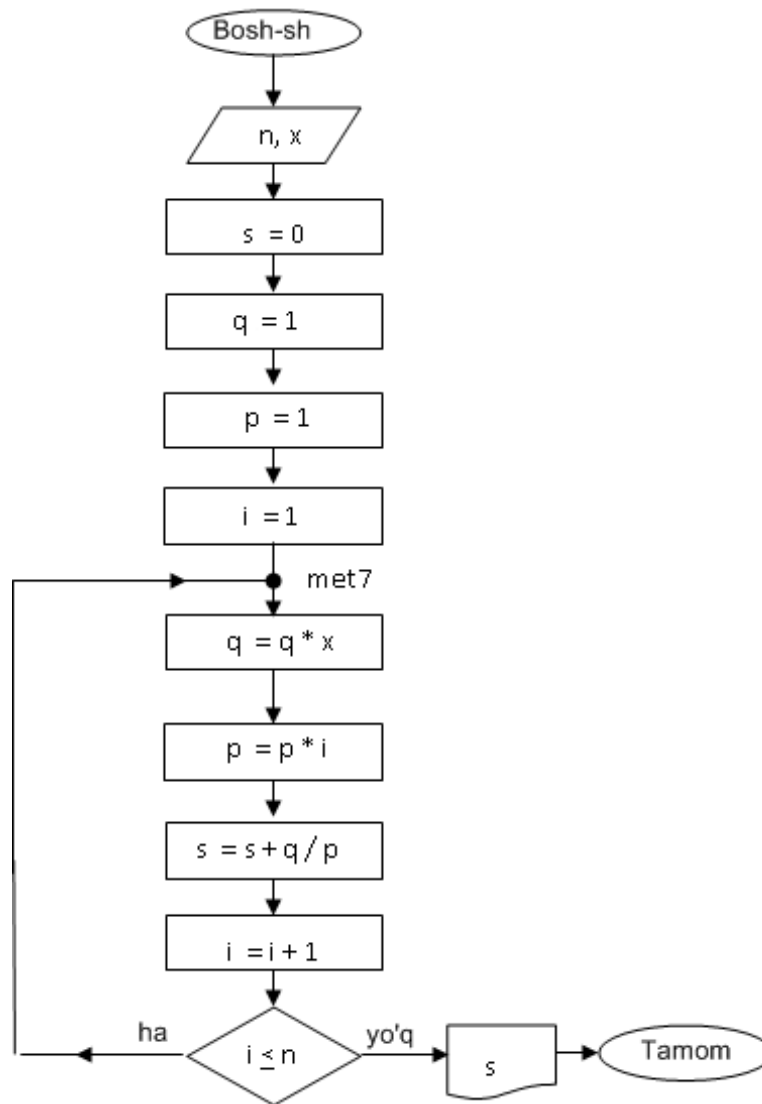 Bosh-sh
n, x
s = 0
q = 1
p = 1
i = 1
met7
q = q * x
p = p * i
s = s + q / p
i = i + 1
ha
i ≤ n
yo'q
s
Tamom